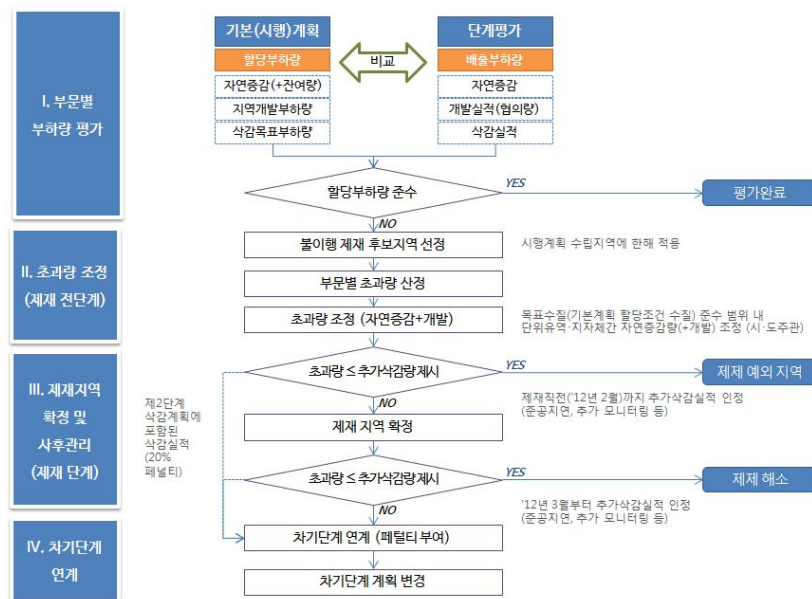 기본(시행)계획
단계평가
할당부하량
비교
배출부하량
자연증감(+잔여량)
자연증감
지역개발부하량
개발실적(협의량)
삭감목표부하량
삭감실적
I. 부문별
부하량 평가
할당부하량 준수
YES
평가완료
NO
불이행 제재 후보지역 선정
시행계획 수립지역에 한해 적용
II. 초과량 조정
(제재 전단계)
부문별 초과량 산정
초과량 조정 (자연증감+개발)
목표수질(기본계획 할당조건 수질) 준수 범위 내
단위유역·지자체간 자연증감량(+개발) 조정 (시·도주관)
III. 제재지역
확정 및
사후관리
(제재 단계)
초과량 ≤ 추가삭감량제시
YES
제제 예외 지역
제2단계
삭감계획에
포함된
삭감실적
(20%
페널티)
NO
제재직전('12년 2월)까지 추가삭감실적 인정
(준공지연, 추가 모니터링 등)
제재 지역 확정
초과량 ≤ 추가삭감량제시
YES
제제 해소
NO
'12년 3월부터 추가삭감실적 인정
(준공지연, 추가 모니터링 등)
IV. 차기단계
연계
차기단계 연계 (페털티 부여)
차기단계 계획 변경